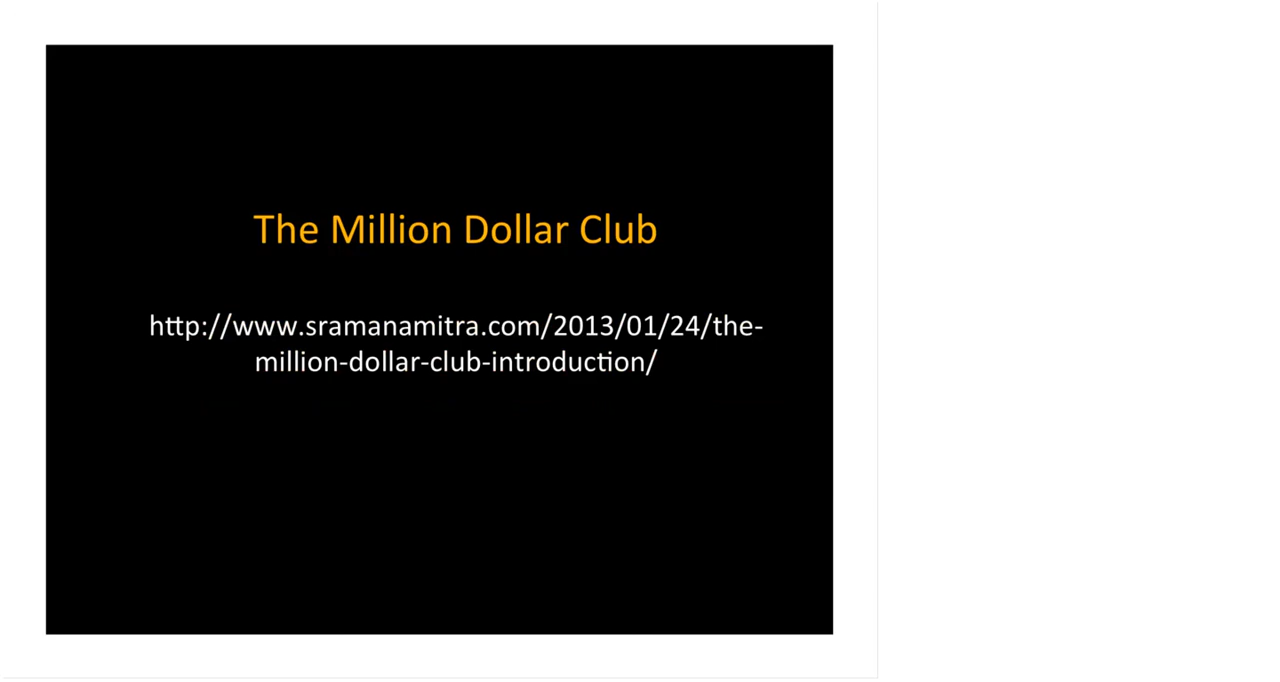 The Million Dollar Club
http://www.sramanamitra.com/2013/01/24/the-
million-dollar-club-introduction/